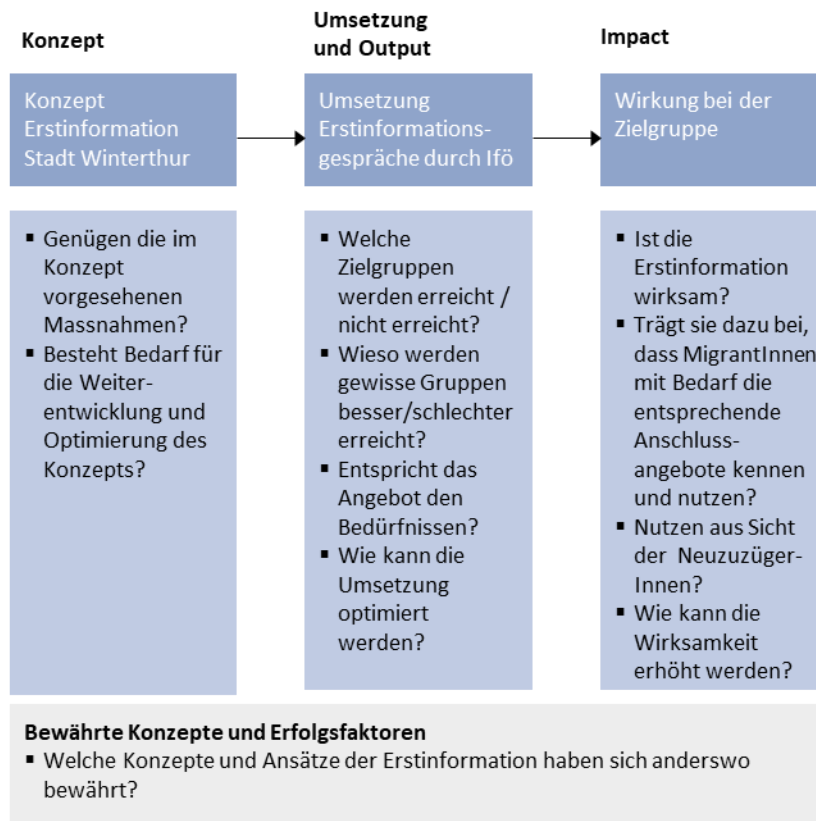 Konzept
Umsetzung
und Output
Impact
Konzept
Erstinformation
Stadt Winterthur
Umsetzung
Erstinformations-
gespräche durch Ifö
Wirkung bei der
Zielgruppe
▪ Genügen die im
Konzept
vorgesehenen
Massnahmen?
▪ Besteht Bedarf für
die Weiter-
entwicklung und
Optimierung des
Konzepts?
▪ Welche
Zielgruppen
werden erreicht /
nicht erreicht?
▪ Wieso werden
gewisse Gruppen
besser/schlechter
erreicht?
▪ Entspricht das
Angebot den
Bedürfnissen?
▪ Wie kann die
Umsetzung
optimiert
werden?
▪ Ist die
Erstinformation
wirksam?
▪ Trägt sie dazu bei,
dass MigrantInnen
mit Bedarf die
entsprechende
Anschluss-
angebote kennen
und nutzen?
▪ Nutzen aus Sicht
der Neuzuzüger-
Innen?
▪ Wie kann die
Wirksamkeit
erhöht werden?
Bewährte Konzepte und Erfolgsfaktoren
▪ Welche Konzepte und Ansätze der Erstinformation haben sich anderswo
bewährt?